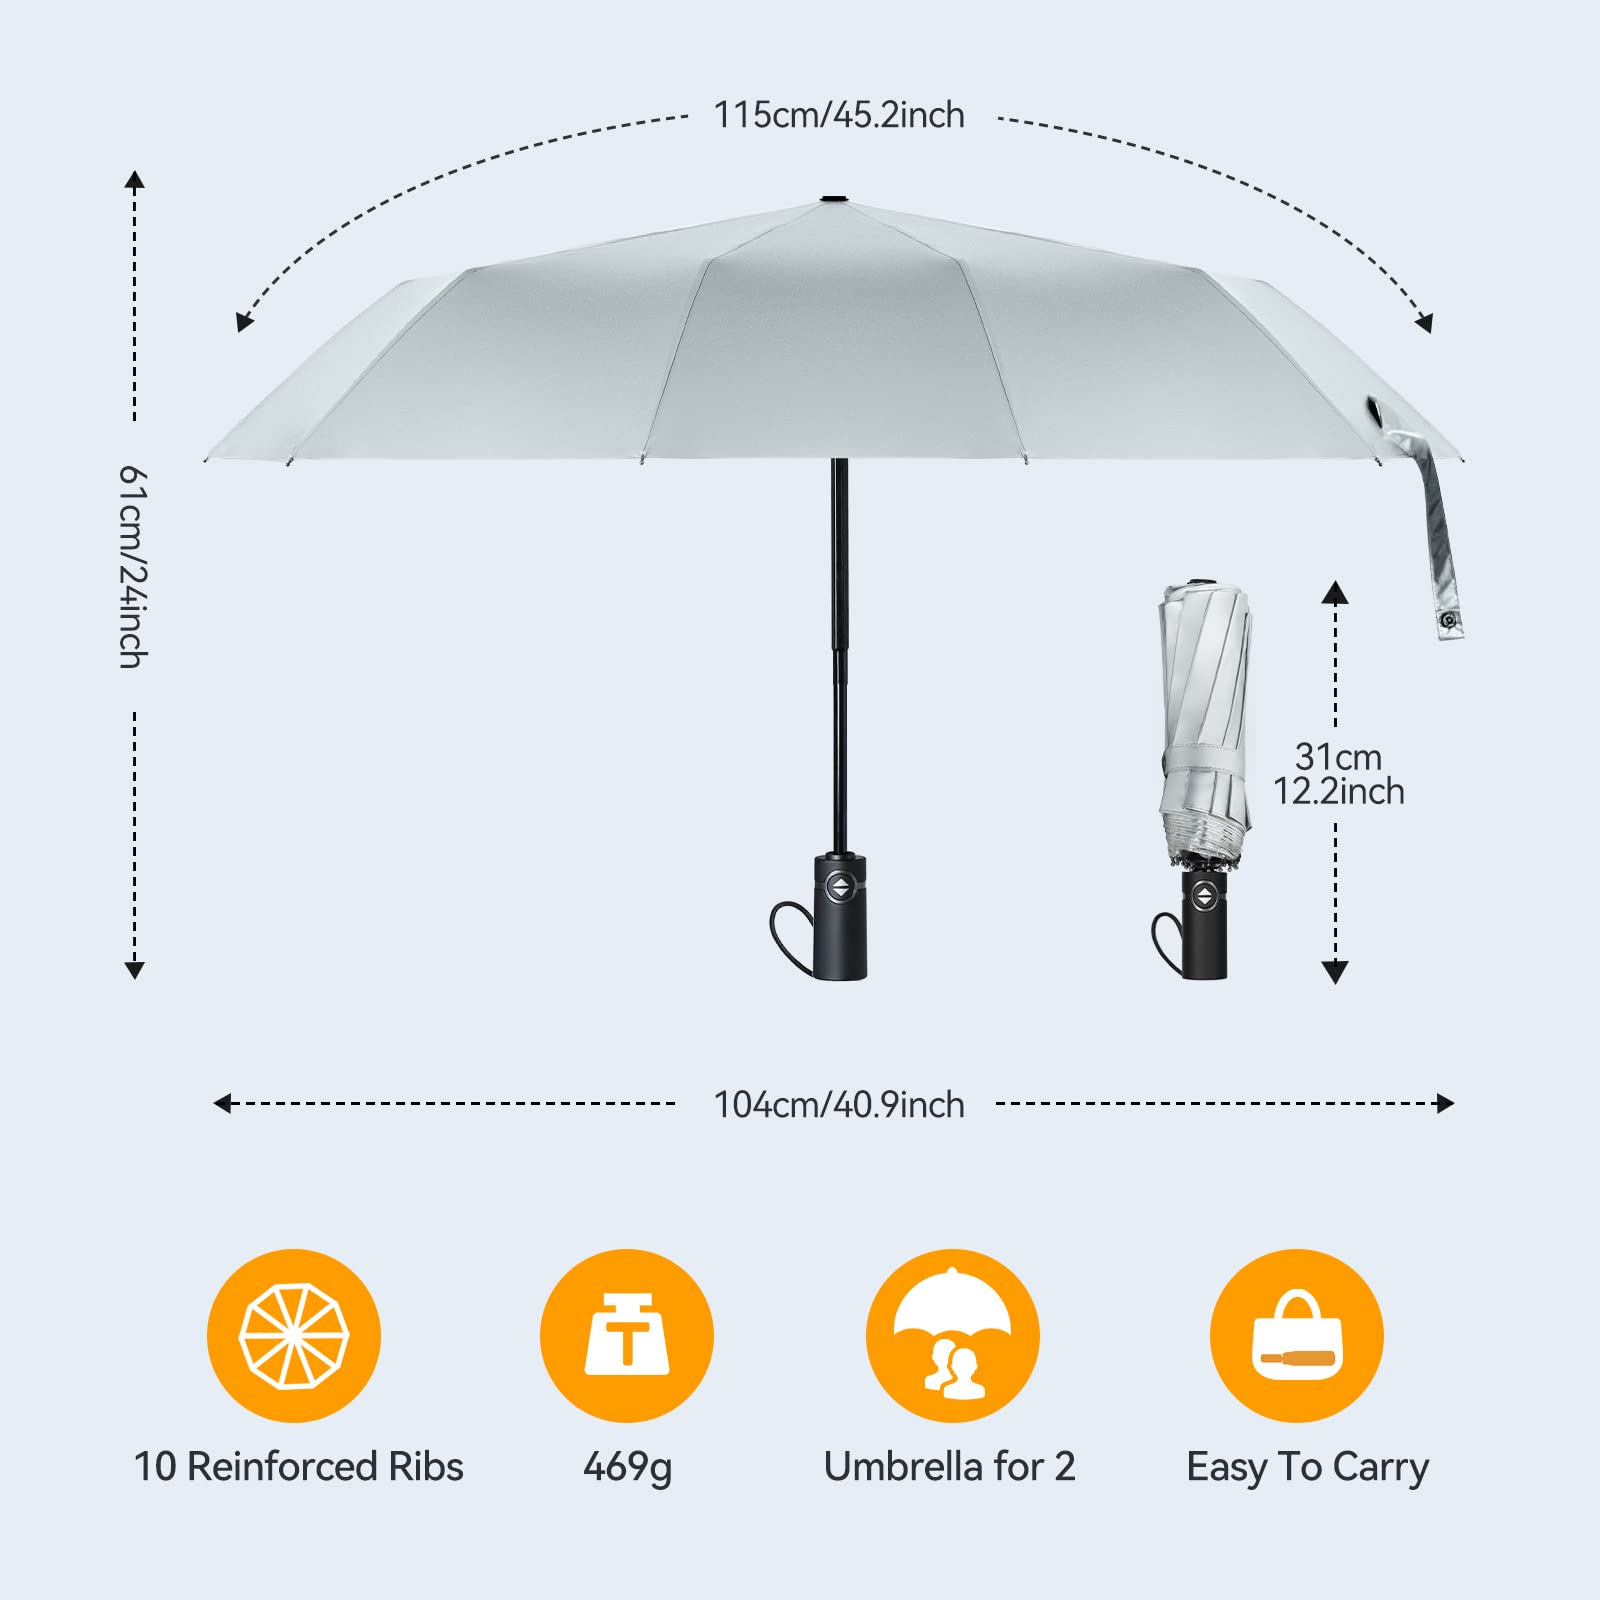 115cm/45.2inch
61cm/24inch
31cm
12.2inch
104cm/40.9inch
10 Reinforced Ribs
T
469g
Umbrella for 2
Easy To Carry